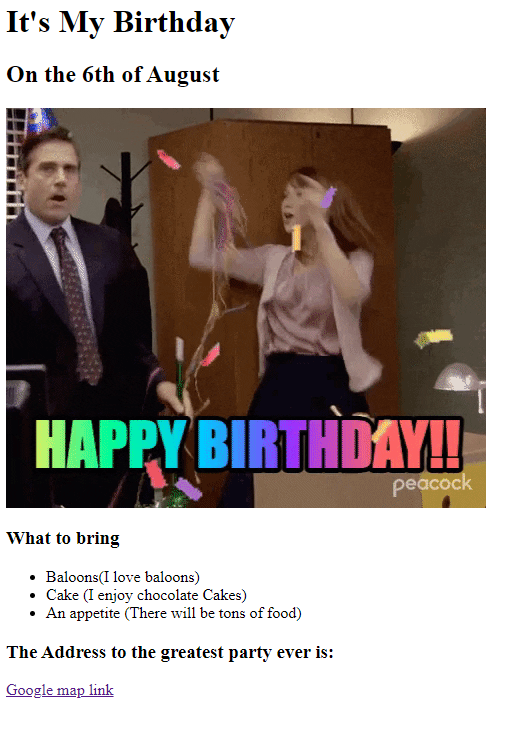 It's My Birthday
On the 6th of August
HAPPY BIRTHDAY!!
peacock
What to bring
Baloons(I love baloons)
Cake (I enjoy chocolate Cakes)
An appetite (There will be tons of food)
The Address to the greatest party ever is:
Google map link